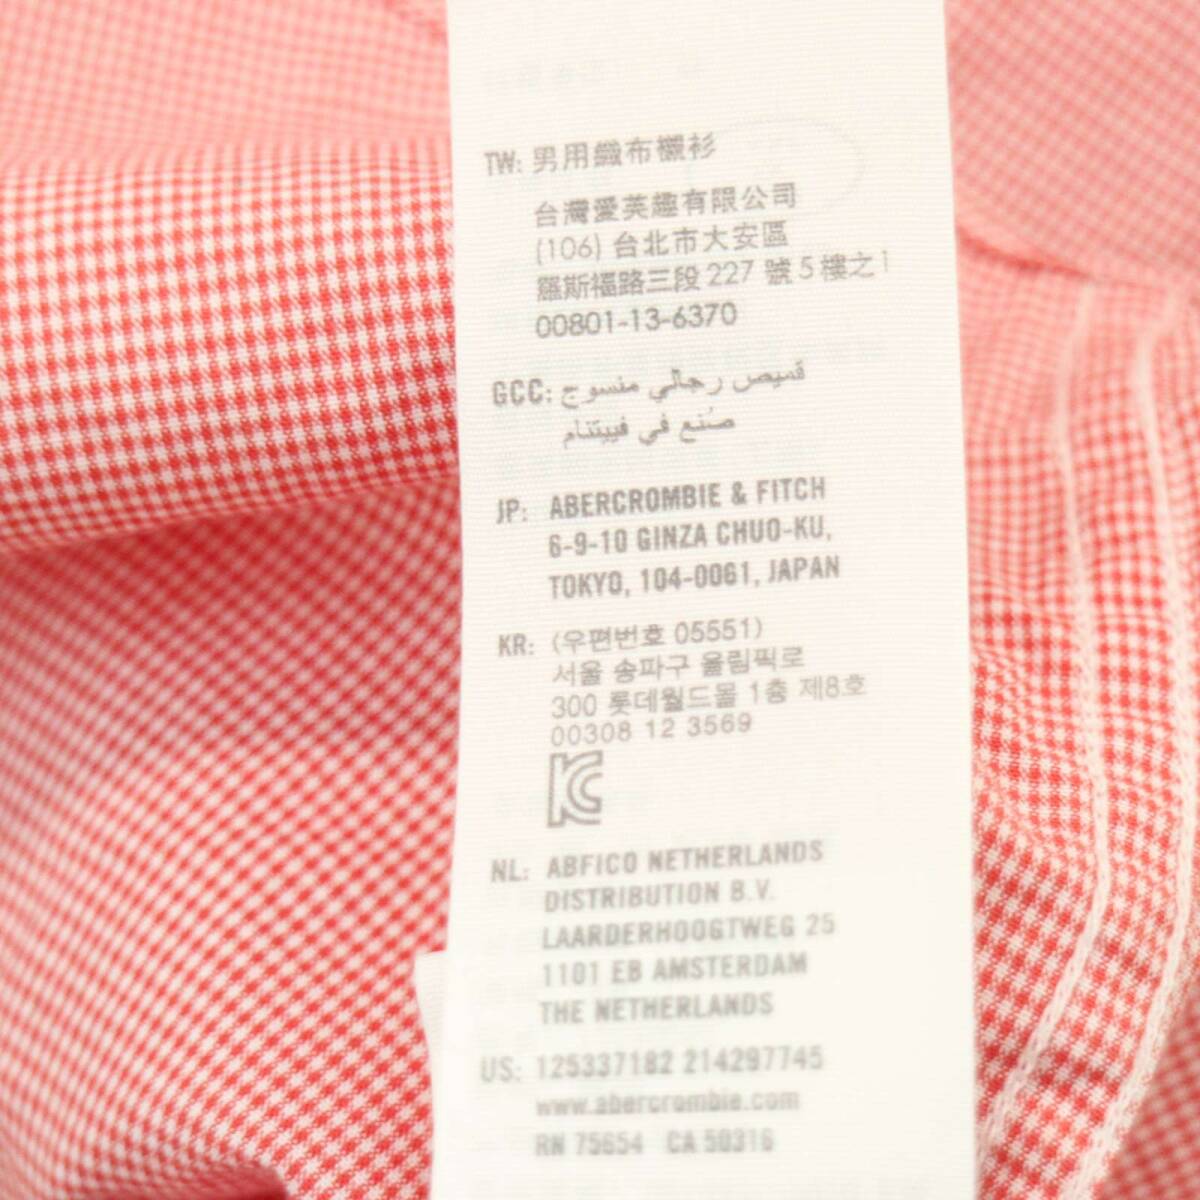 TW: 男用織布襯衫
台灣愛芙趣有限公司
(106) 台北市大安區
羅斯福路三段 227 號 5 樓之1
00801-13-6370
GCC: قميص رجالي منسوج
صُنع في فييتنام
JP: ABERCROMBIE & FITCH
6-9-10 GINZA CHUO-KU,
TOKYO, 104-0061, JAPAN
KR: (우편번호 05551)
서울 송파구 올림픽로
300 롯데월드몰 1층 제8호
00308 12 3569
KC
NL: ABFICO NETHERLANDS
DISTRIBUTION B.V.
LAARDERHOOGTWEG 25
1101 EB AMSTERDAM
THE NETHERLANDS
US: 125337182 214297745
www.abercrombie.com
RN 75654 CA 50316